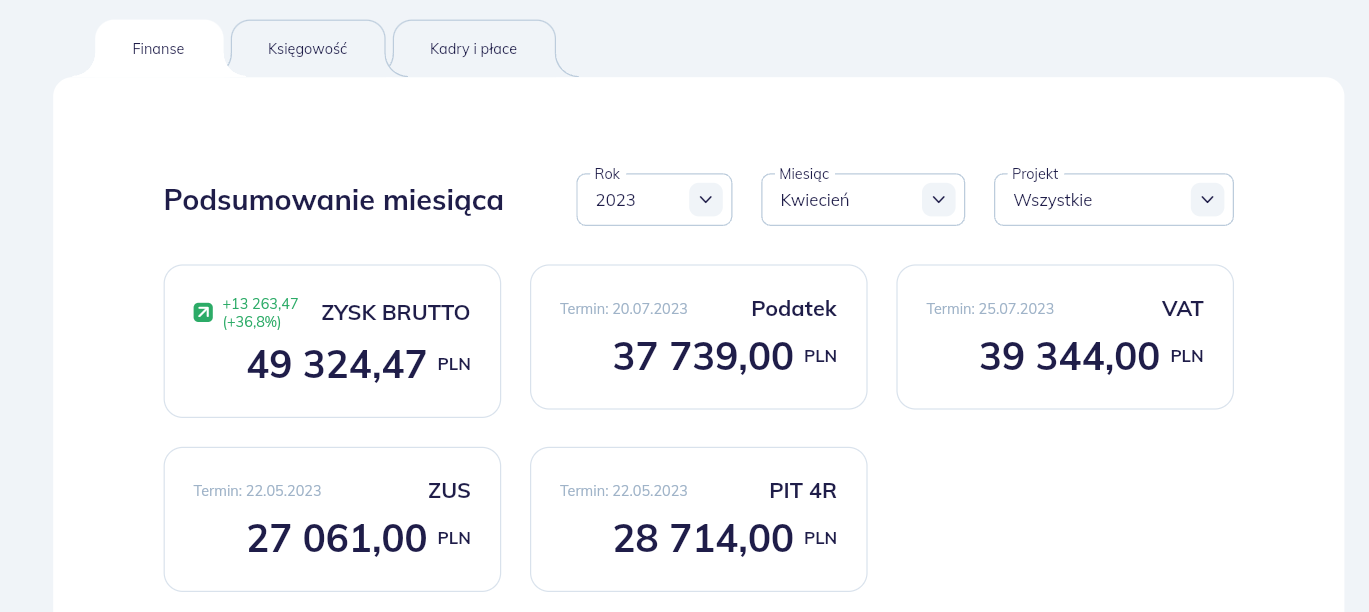 Finanse
Księgowość
Kadry i płace
Podsumowanie miesiąca
Rok
2023
Miesiąc
Kwiecień
Projekt
Wszystkie
+13 263,47
(+36,8%)
ZYSK BRUTTO
49 324,47 PLN
Termin: 20.07.2023 Podatek
37 739,00 PLN
Termin: 25.07.2023 VAT
39 344,00 PLN
Termin: 22.05.2023 ZUS
27 061,00 PLN
Termin: 22.05.2023 PIT 4R
28 714,00 PLN